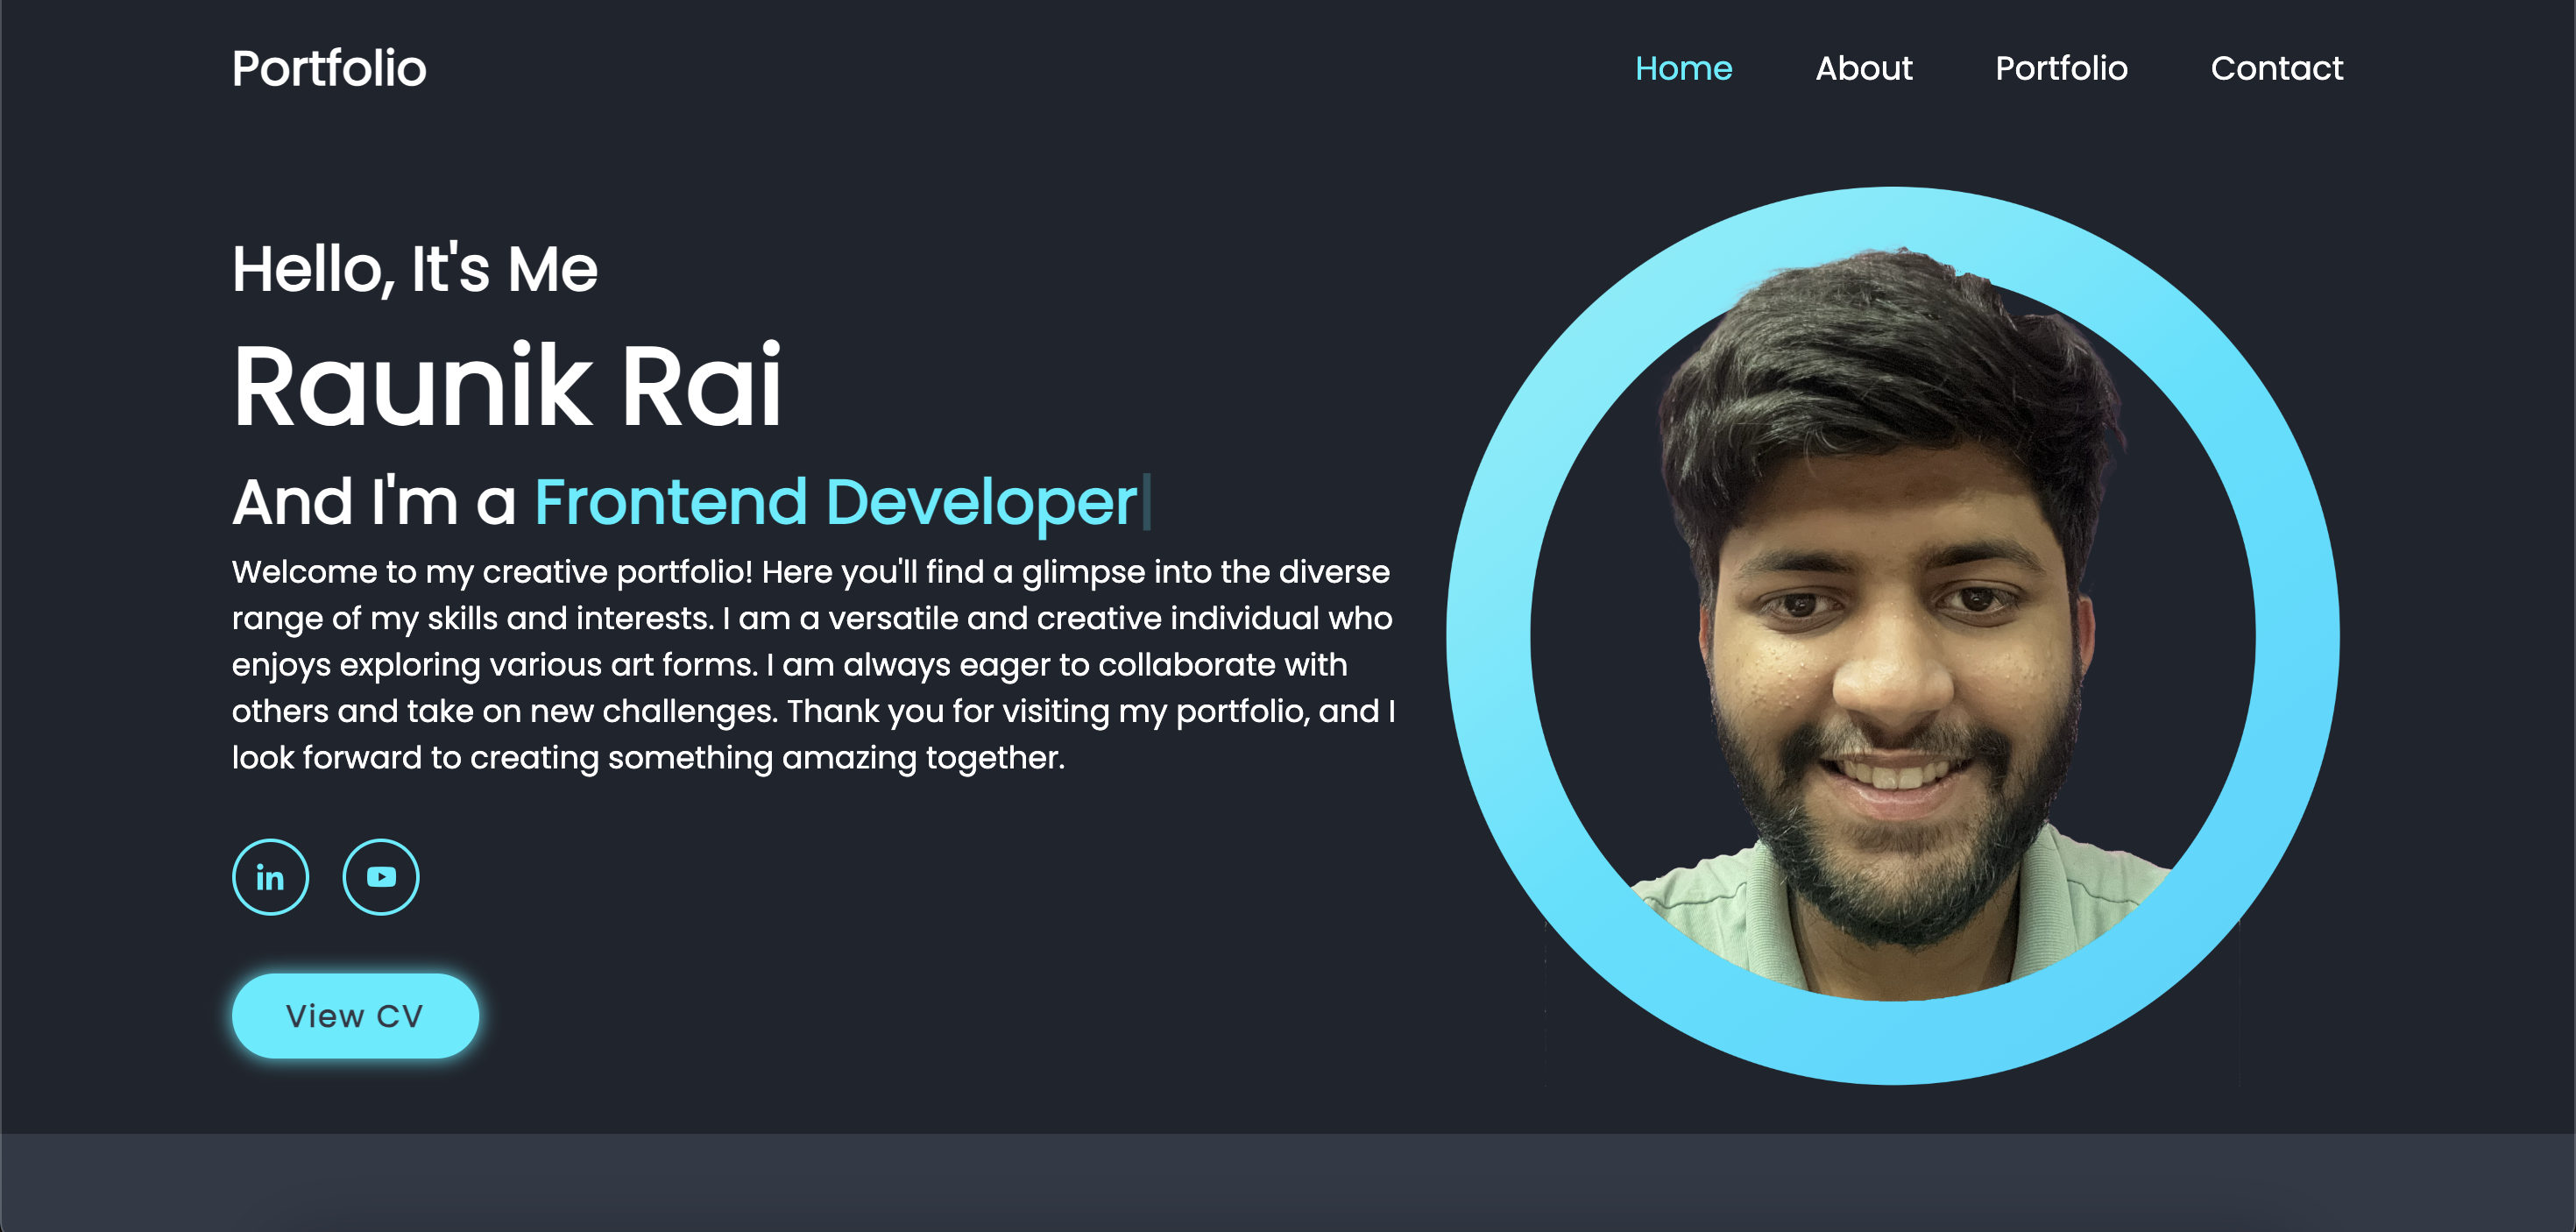 Portfolio
Home About Portfolio Contact
Hello, It's Me
Raunik Rai
And I'm a Frontend Developer
Welcome to my creative portfolio! Here you'll find a glimpse into the diverse
range of my skills and interests. I am a versatile and creative individual who
enjoys exploring various art forms. I am always eager to collaborate with
others and take on new challenges. Thank you for visiting my portfolio, and I
look forward to creating something amazing together.
in
View CV